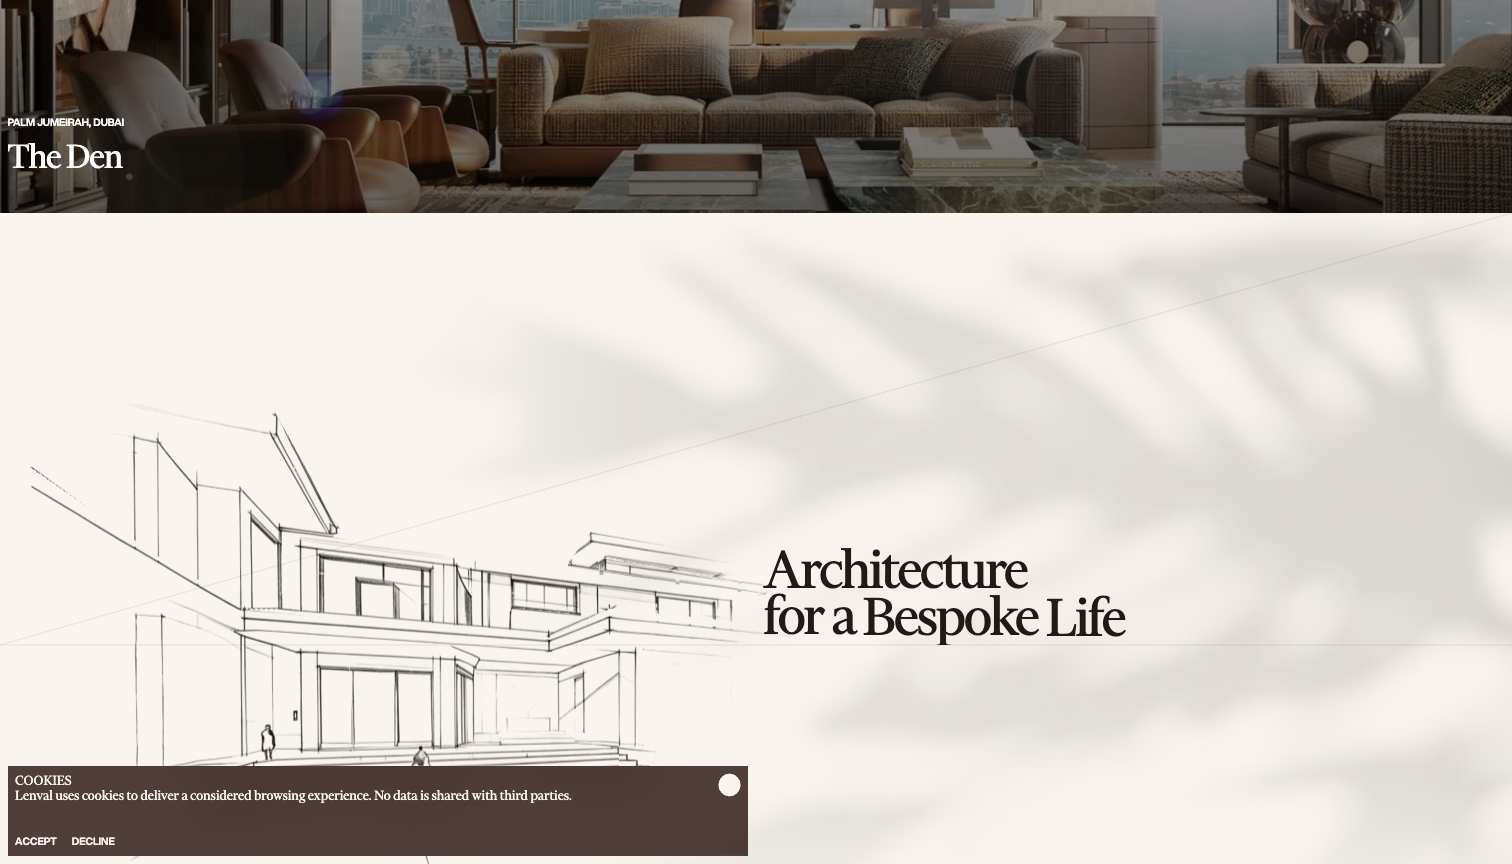 PALM JUMEIRAH, DUBAI
The Den
Architecture
for a Bespoke Life
COOKIES
Lenval uses cookies to deliver a considered browsing experience. No data is shared with third parties.
ACCEPT DECLINE